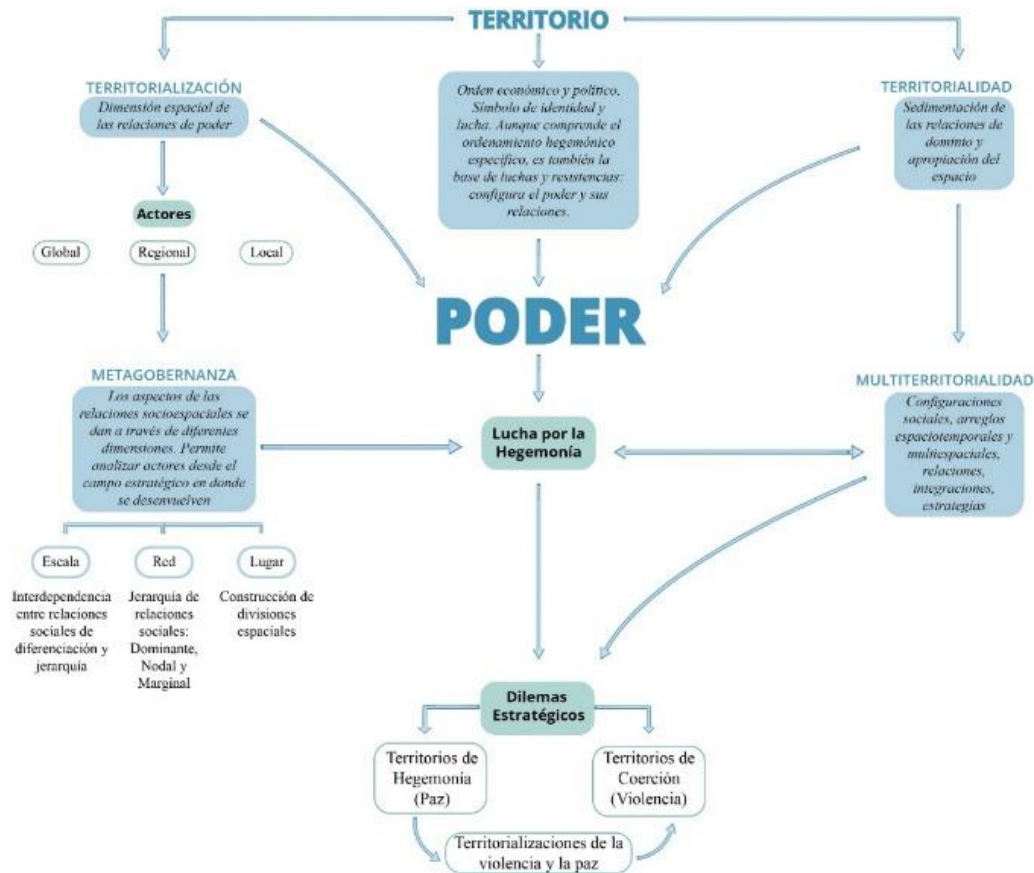 TERRITORIO
TERRITORIALIZACIÓN
Dimensión espacial de
las relaciones de poder
Orden económico y político.
Símbolo de identidad y
lucha. Aunque comprende el
ordenamiento hegemónico
específico, es también la
base de luchas y resistencias:
configura el poder y sus
relaciones.
TERRITORIALIDAD
Sedimentación de
las relaciones de
dominio y
apropiación del
espacio
Actores
Global
Regional
Local
PODER
METAGOBERNANZA
Los aspectos de las
relaciones socioespaciales se
dan a través de diferentes
dimensiones. Permite
analizar actores desde el
campo estratégico en donde
se desenvuelven
Lucha por la
Hegemonía
MULTITERRITORIALIDAD
Configuraciones
sociales, arreglos
espaciotemporales y
multiespaciales,
relaciones,
integraciones,
estrategias
Escala
Interdependencia
entre relaciones
sociales de
diferenciación y
jerarquía
Red
Jerarquía de
relaciones
sociales:
Dominante,
Nodal y
Marginal
Lugar
Construcción de
divisiones
espaciales
Dilemas
Estratégicos
Territorios de
Hegemonía
(Paz)
Territorios de
Coerción
(Violencia)
Territorializaciones de la
violencia y la paz